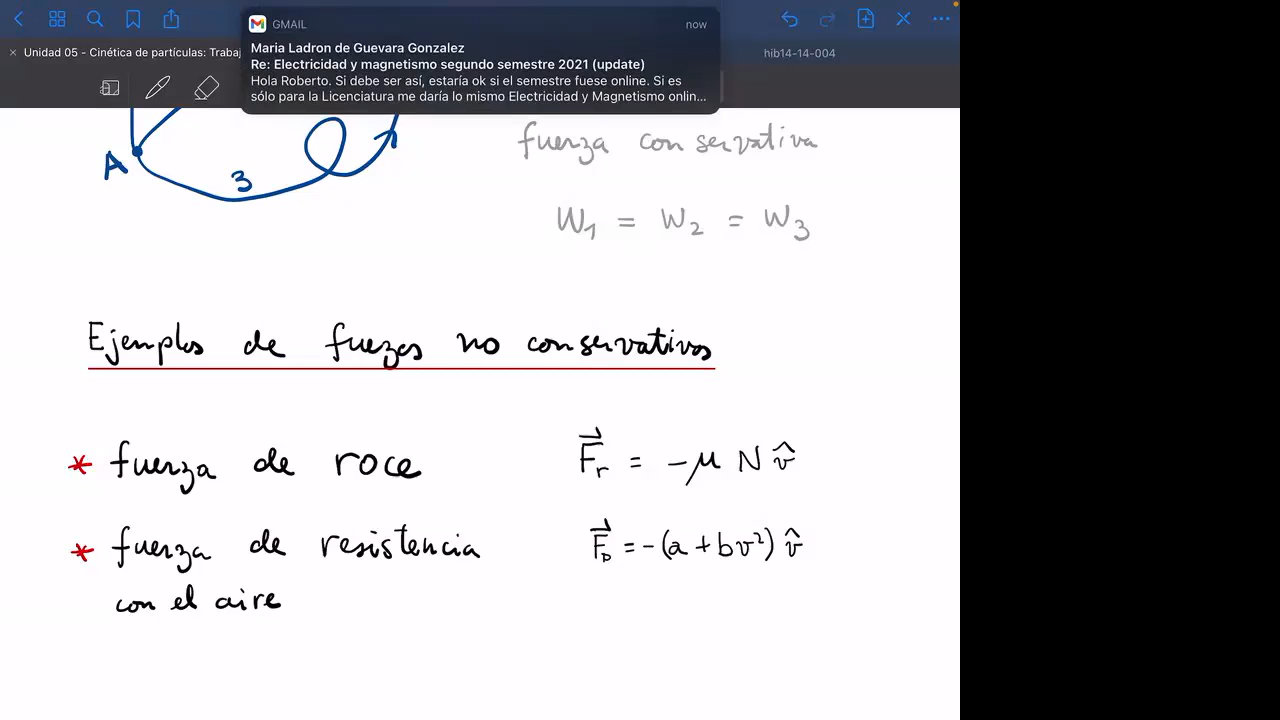 GMAIL
now
Maria Ladron de Guevara Gonzalez
Re: Electricidad y magnetismo segundo semestre 2021 (update)
Hola Roberto. Si debe ser así, estaría ok si el semestre fuese online. Si es
sólo para la Licenciatura me daría lo mismo Electricidad y Magnetismo onlin...
× Unidad 05 - Cinética de partículas: Trabaj
hib14-14-004
fuerza conservativa
A
3
W₁ = W₂ = W₃
Ejemplos de fuezas no conservativas
* fuerza de roce
F⃗r = -μ N v̂
* fuerza de resistencia
F⃗D = -(a + bv²) v̂
con el aire